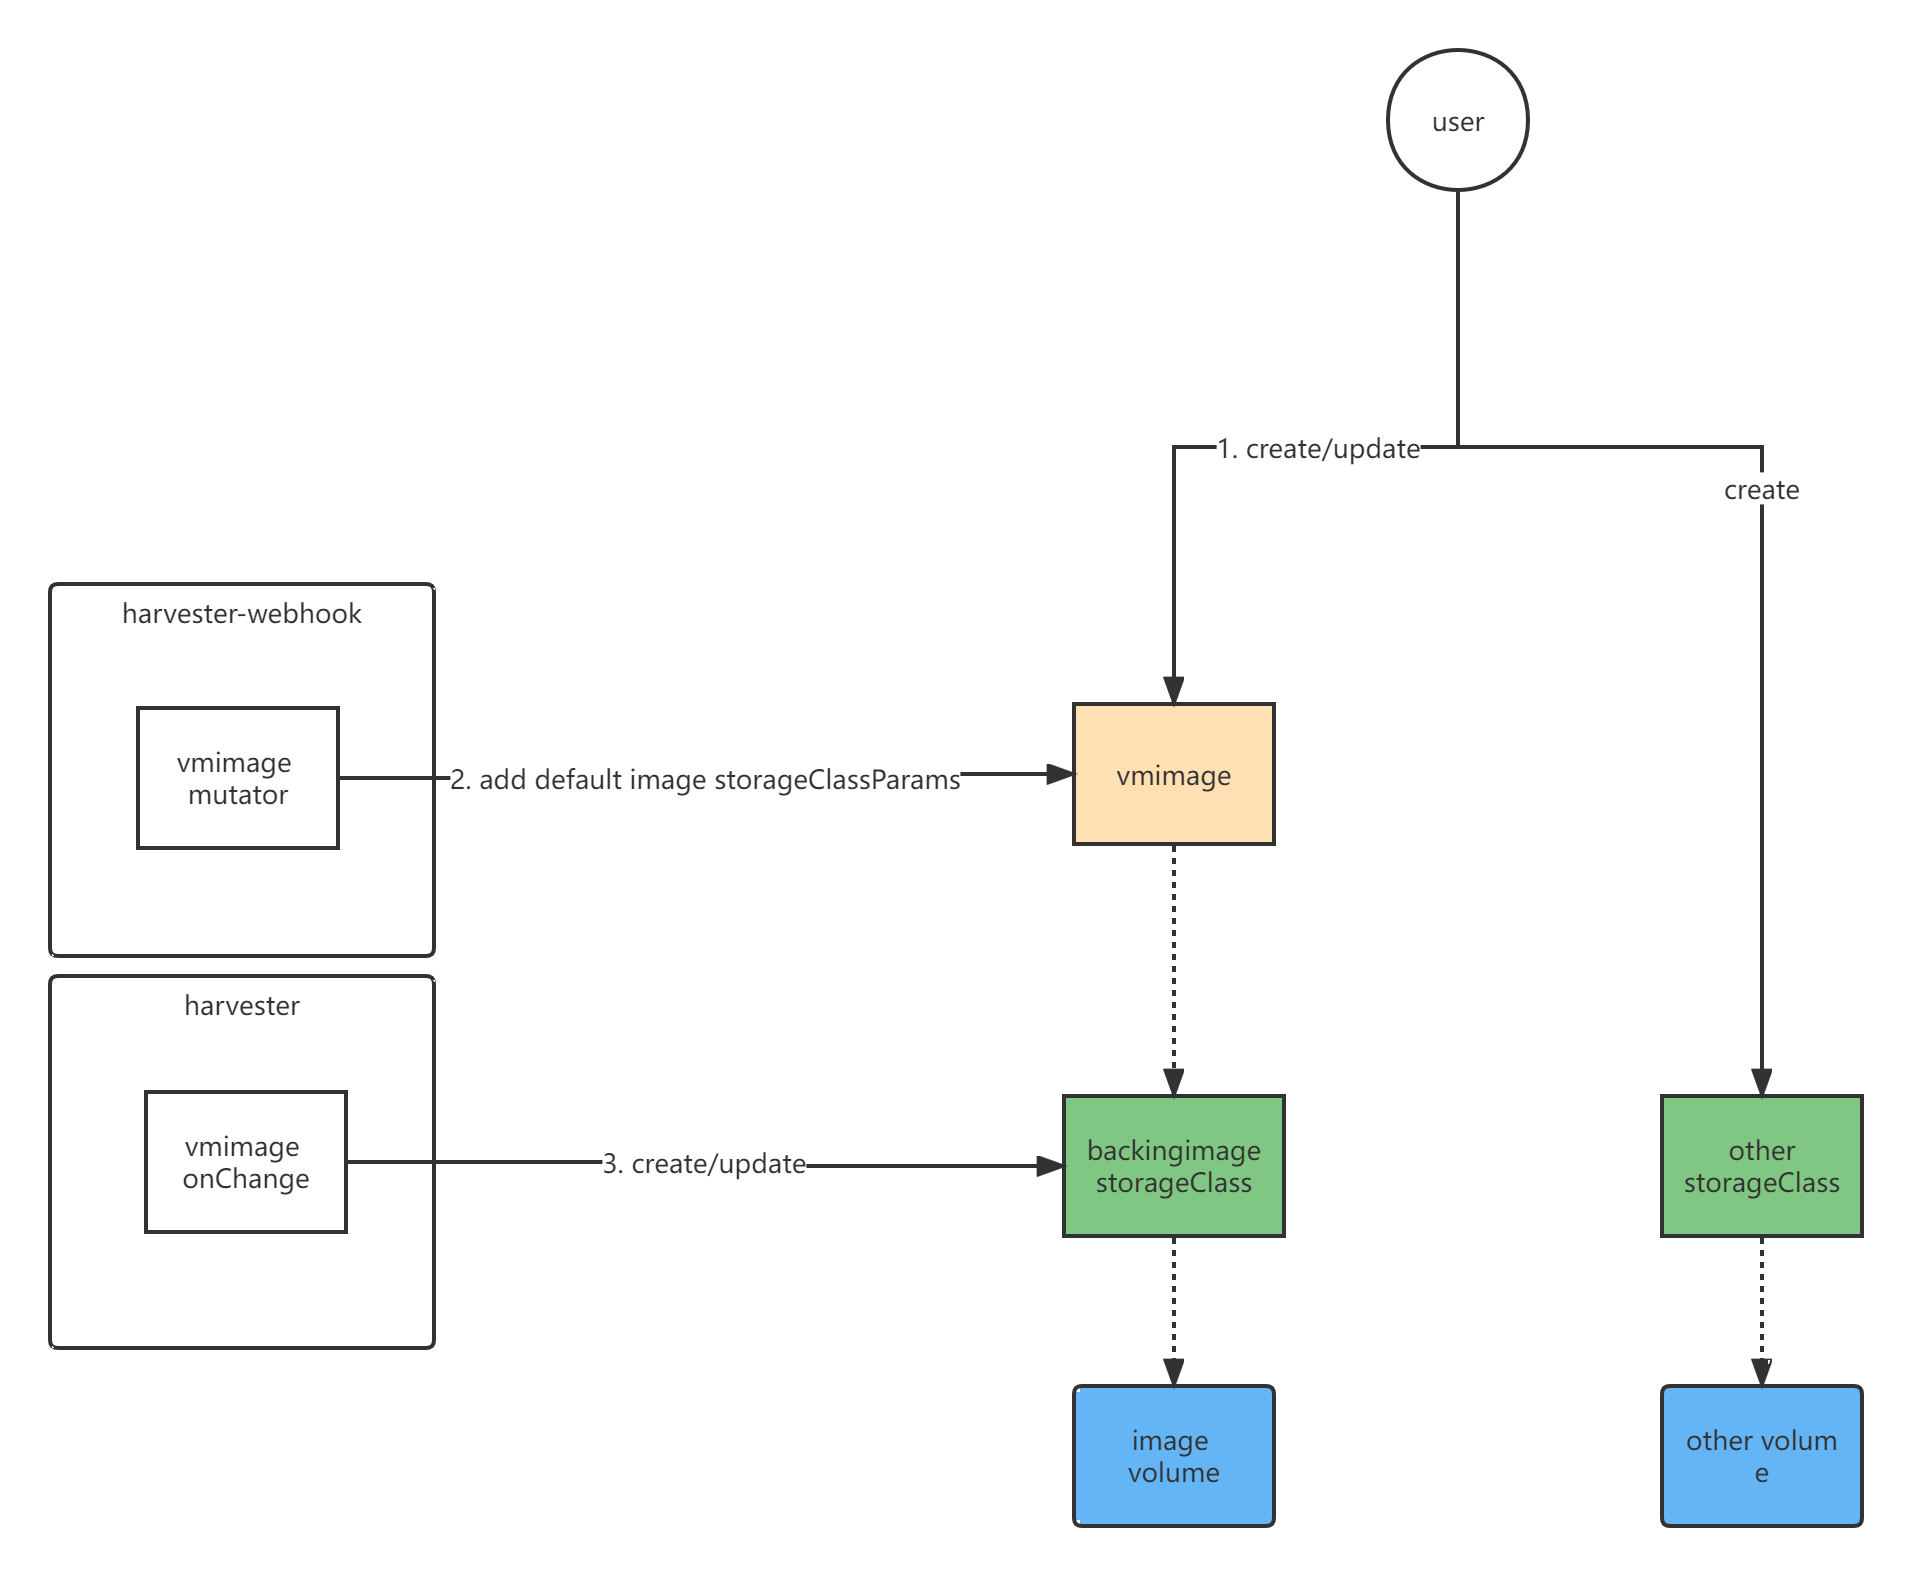 user
1. create/update
create
harvester-webhook
vmimage
mutator
2. add default image storageClassParams
vmimage
harvester
vmimage
onChange
3. create/update
backingimage
storageClass
other
storageClass
image
volume
other volum
e